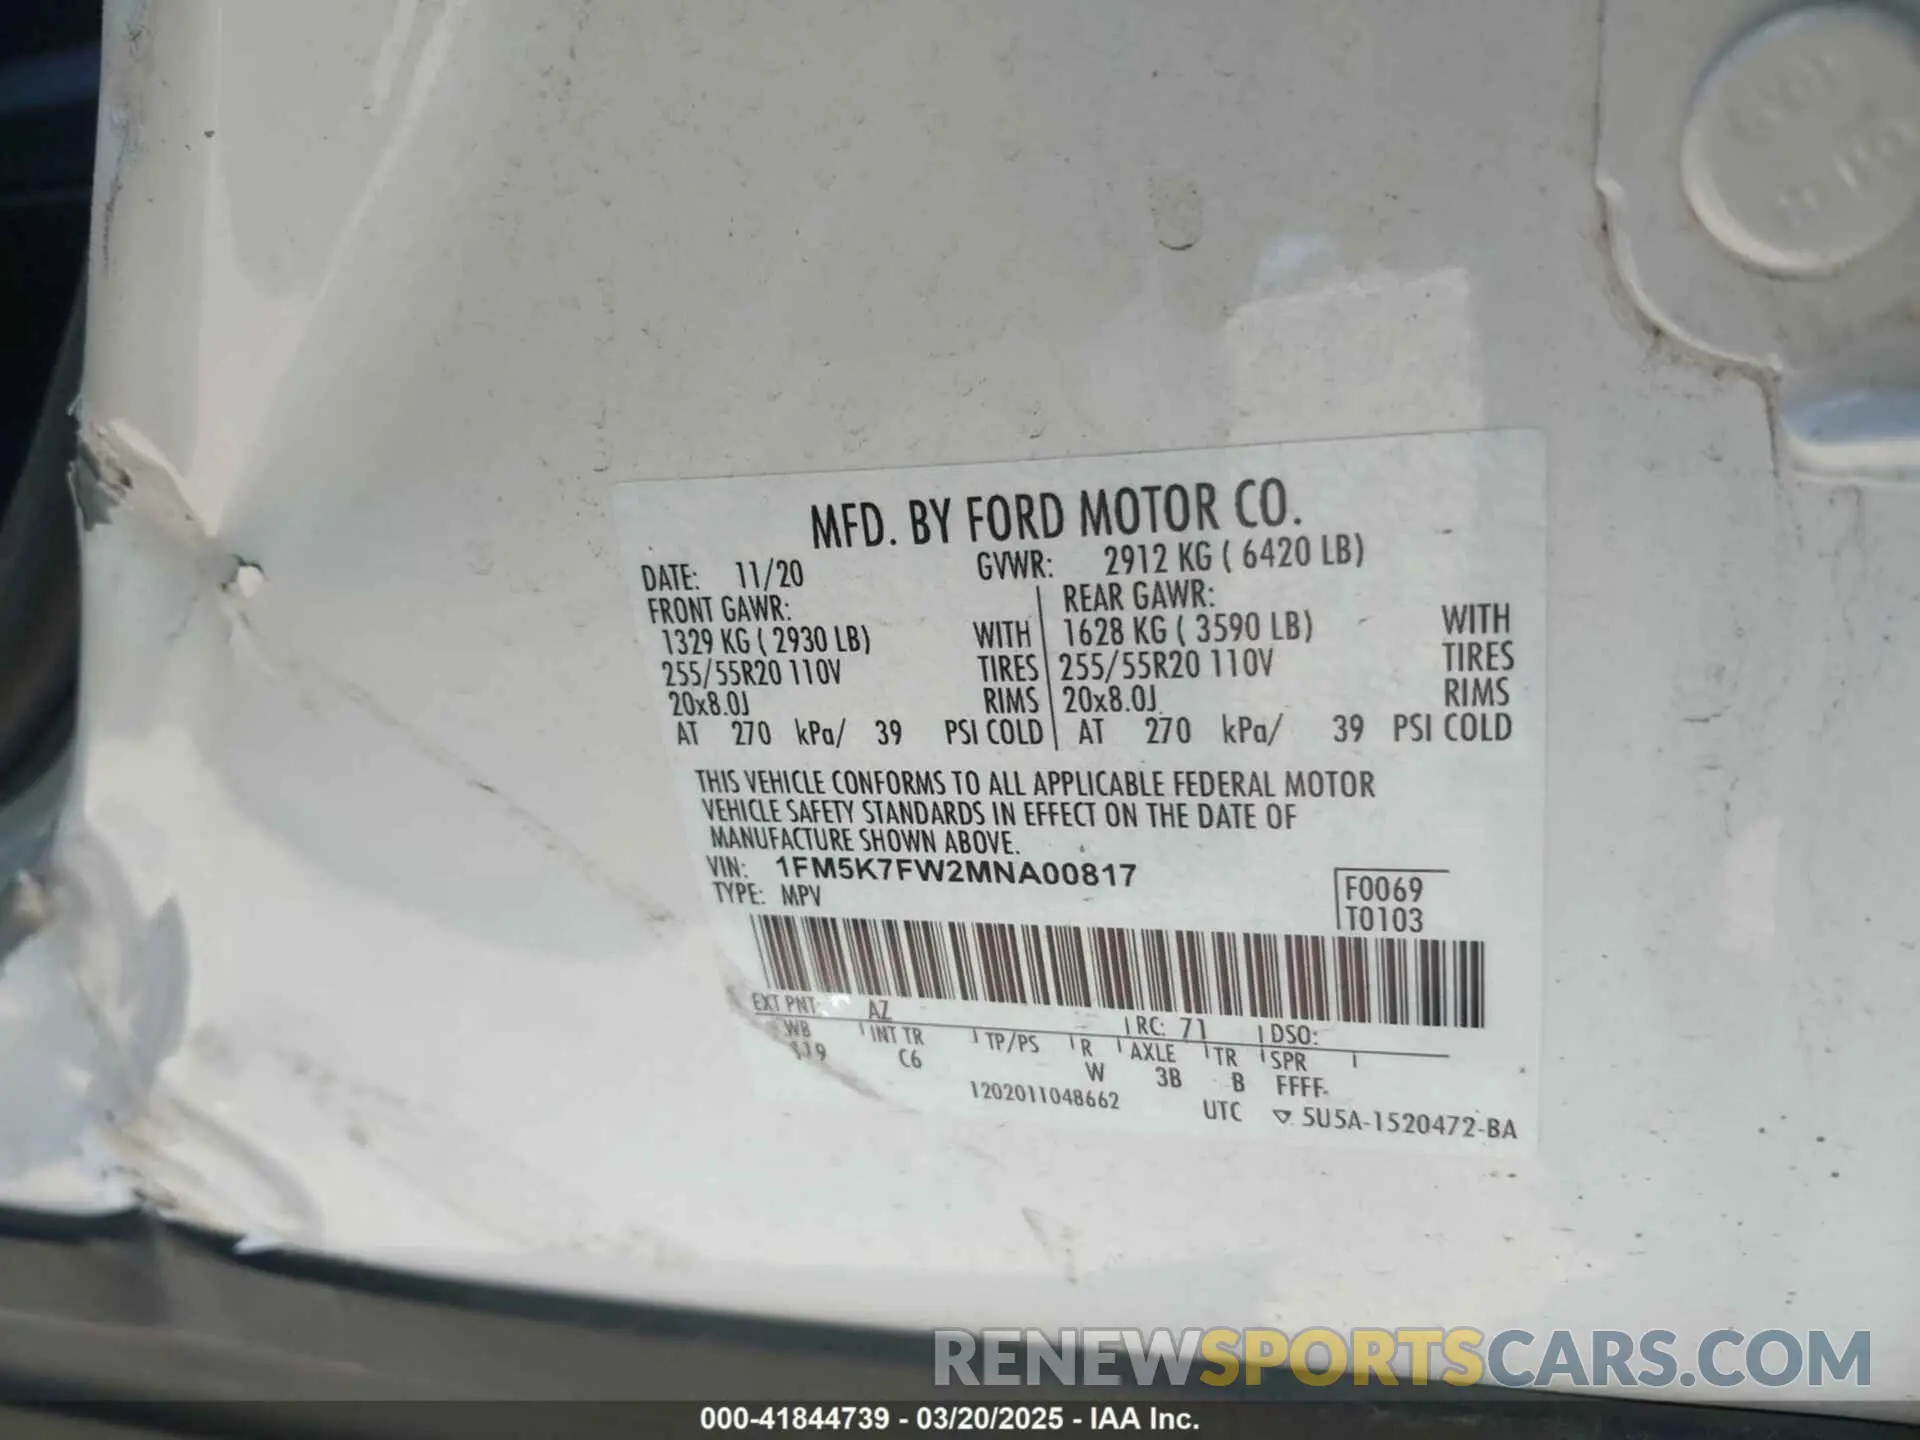 MFD. BY FORD MOTOR CO.
DATE: 11/20 GVWR: 2912 KG ( 6420 LB)
FRONT GAWR: REAR GAWR:
1329 KG ( 2930 LB) WITH 1628 KG ( 3590 LB) WITH
255/55R20 110V TIRES 255/55R20 110V TIRES
20x8.0J RIMS 20x8.0J RIMS
AT 270 kPa/ 39 PSI COLD AT 270 kPa/ 39 PSI COLD
THIS VEHICLE CONFORMS TO ALL APPLICABLE FEDERAL MOTOR
VEHICLE SAFETY STANDARDS IN EFFECT ON THE DATE OF
MANUFACTURE SHOWN ABOVE.
VIN: 1FM5K7FW2MNA00817
TYPE: MPV
F0069
T0103
EXT PNT: AZ RC: 71 DSO:
WB INT TR TP/PS R AXLE TR SPR
119 C6 W 3B B FFFF
1202011048662 UTC 5U5A-1520472-BA
RENEWSPORTSCARS.COM
000-41844739 - 03/20/2025 - IAA Inc.